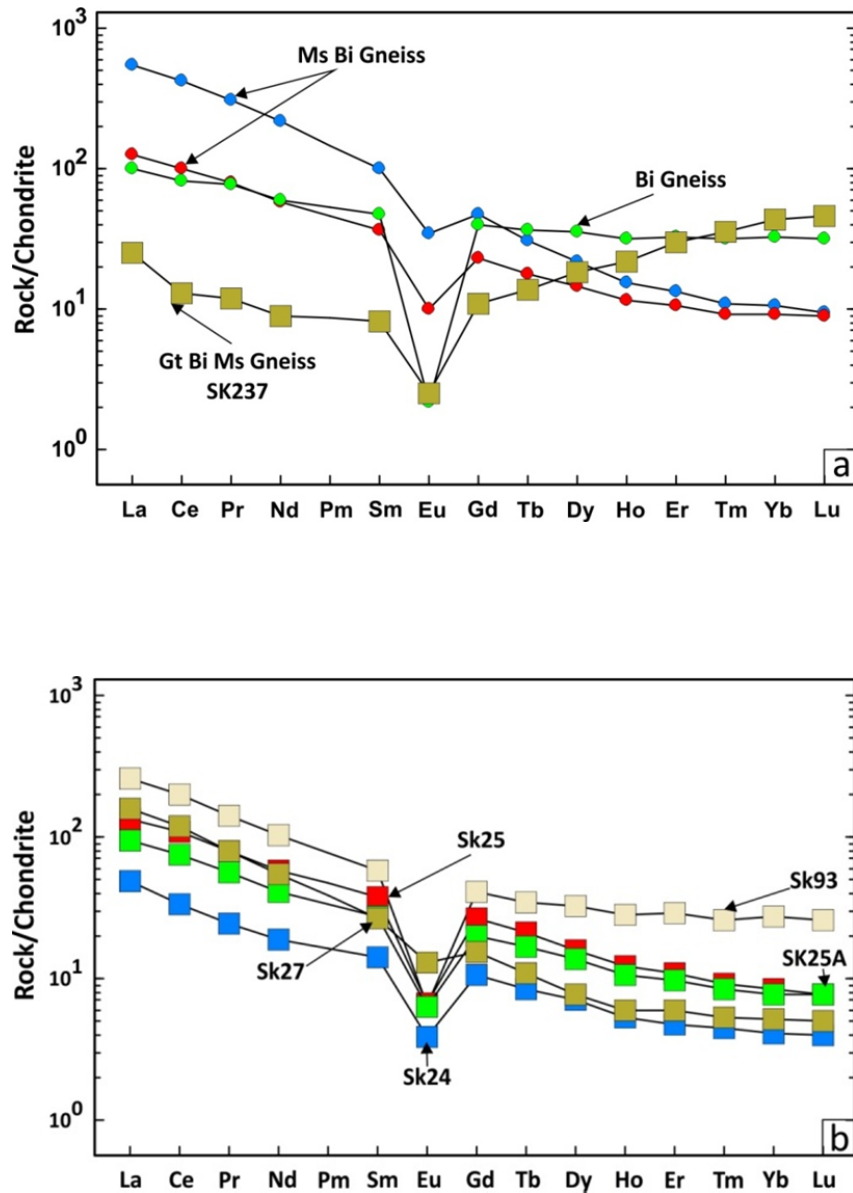 10³
Ms Bi Gneiss
10²
Bi Gneiss
Rock/Chondrite
10¹
Gt Bi Ms Gneiss
SK237
10⁰
a
La Ce Pr Nd Pm Sm Eu Gd Tb Dy Ho Er Tm Yb Lu
10³
10²
Sk25
Sk93
Rock/Chondrite
Sk27
SK25A
10¹
Sk24
10⁰
b
La Ce Pr Nd Pm Sm Eu Gd Tb Dy Ho Er Tm Yb Lu